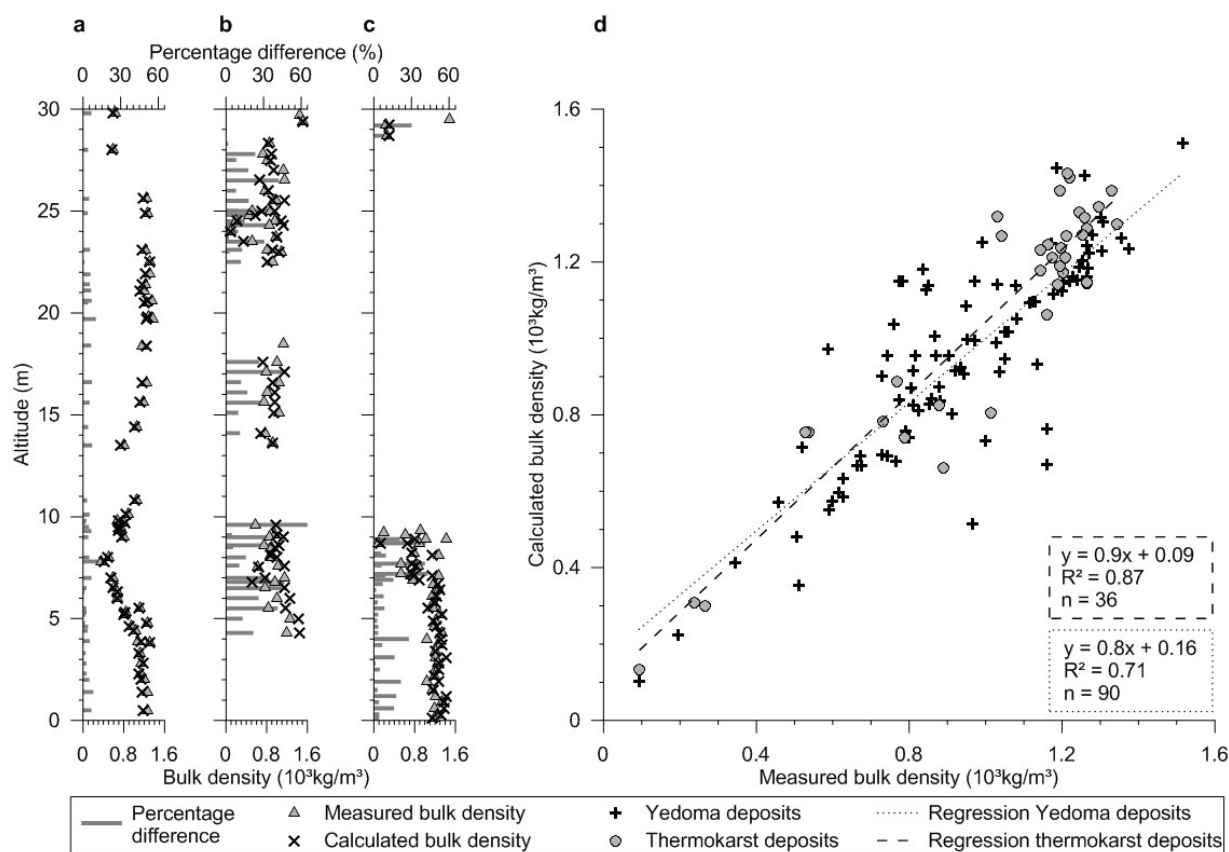 a b c d
Percentage difference (%)
0 30 60 0 30 60 0 30 60
30
25
20
15
10
5
0
Altitude (m)
0 0.8 1.6 0 0.8 1.6 0 0.8 1.6
Bulk density (10³kg/m³)
1.6
1.2
0.8
0.4
0
Calculated bulk density (10³kg/m³)
y = 0.9x + 0.09
R² = 0.87
n = 36
y = 0.8x + 0.16
R² = 0.71
n = 90
0 0.4 0.8 1.2 1.6
Measured bulk density (10³kg/m³)
Percentage
difference
Measured bulk density
Calculated bulk density
Yedoma deposits
Thermokarst deposits
Regression Yedoma deposits
Regression thermokarst deposits